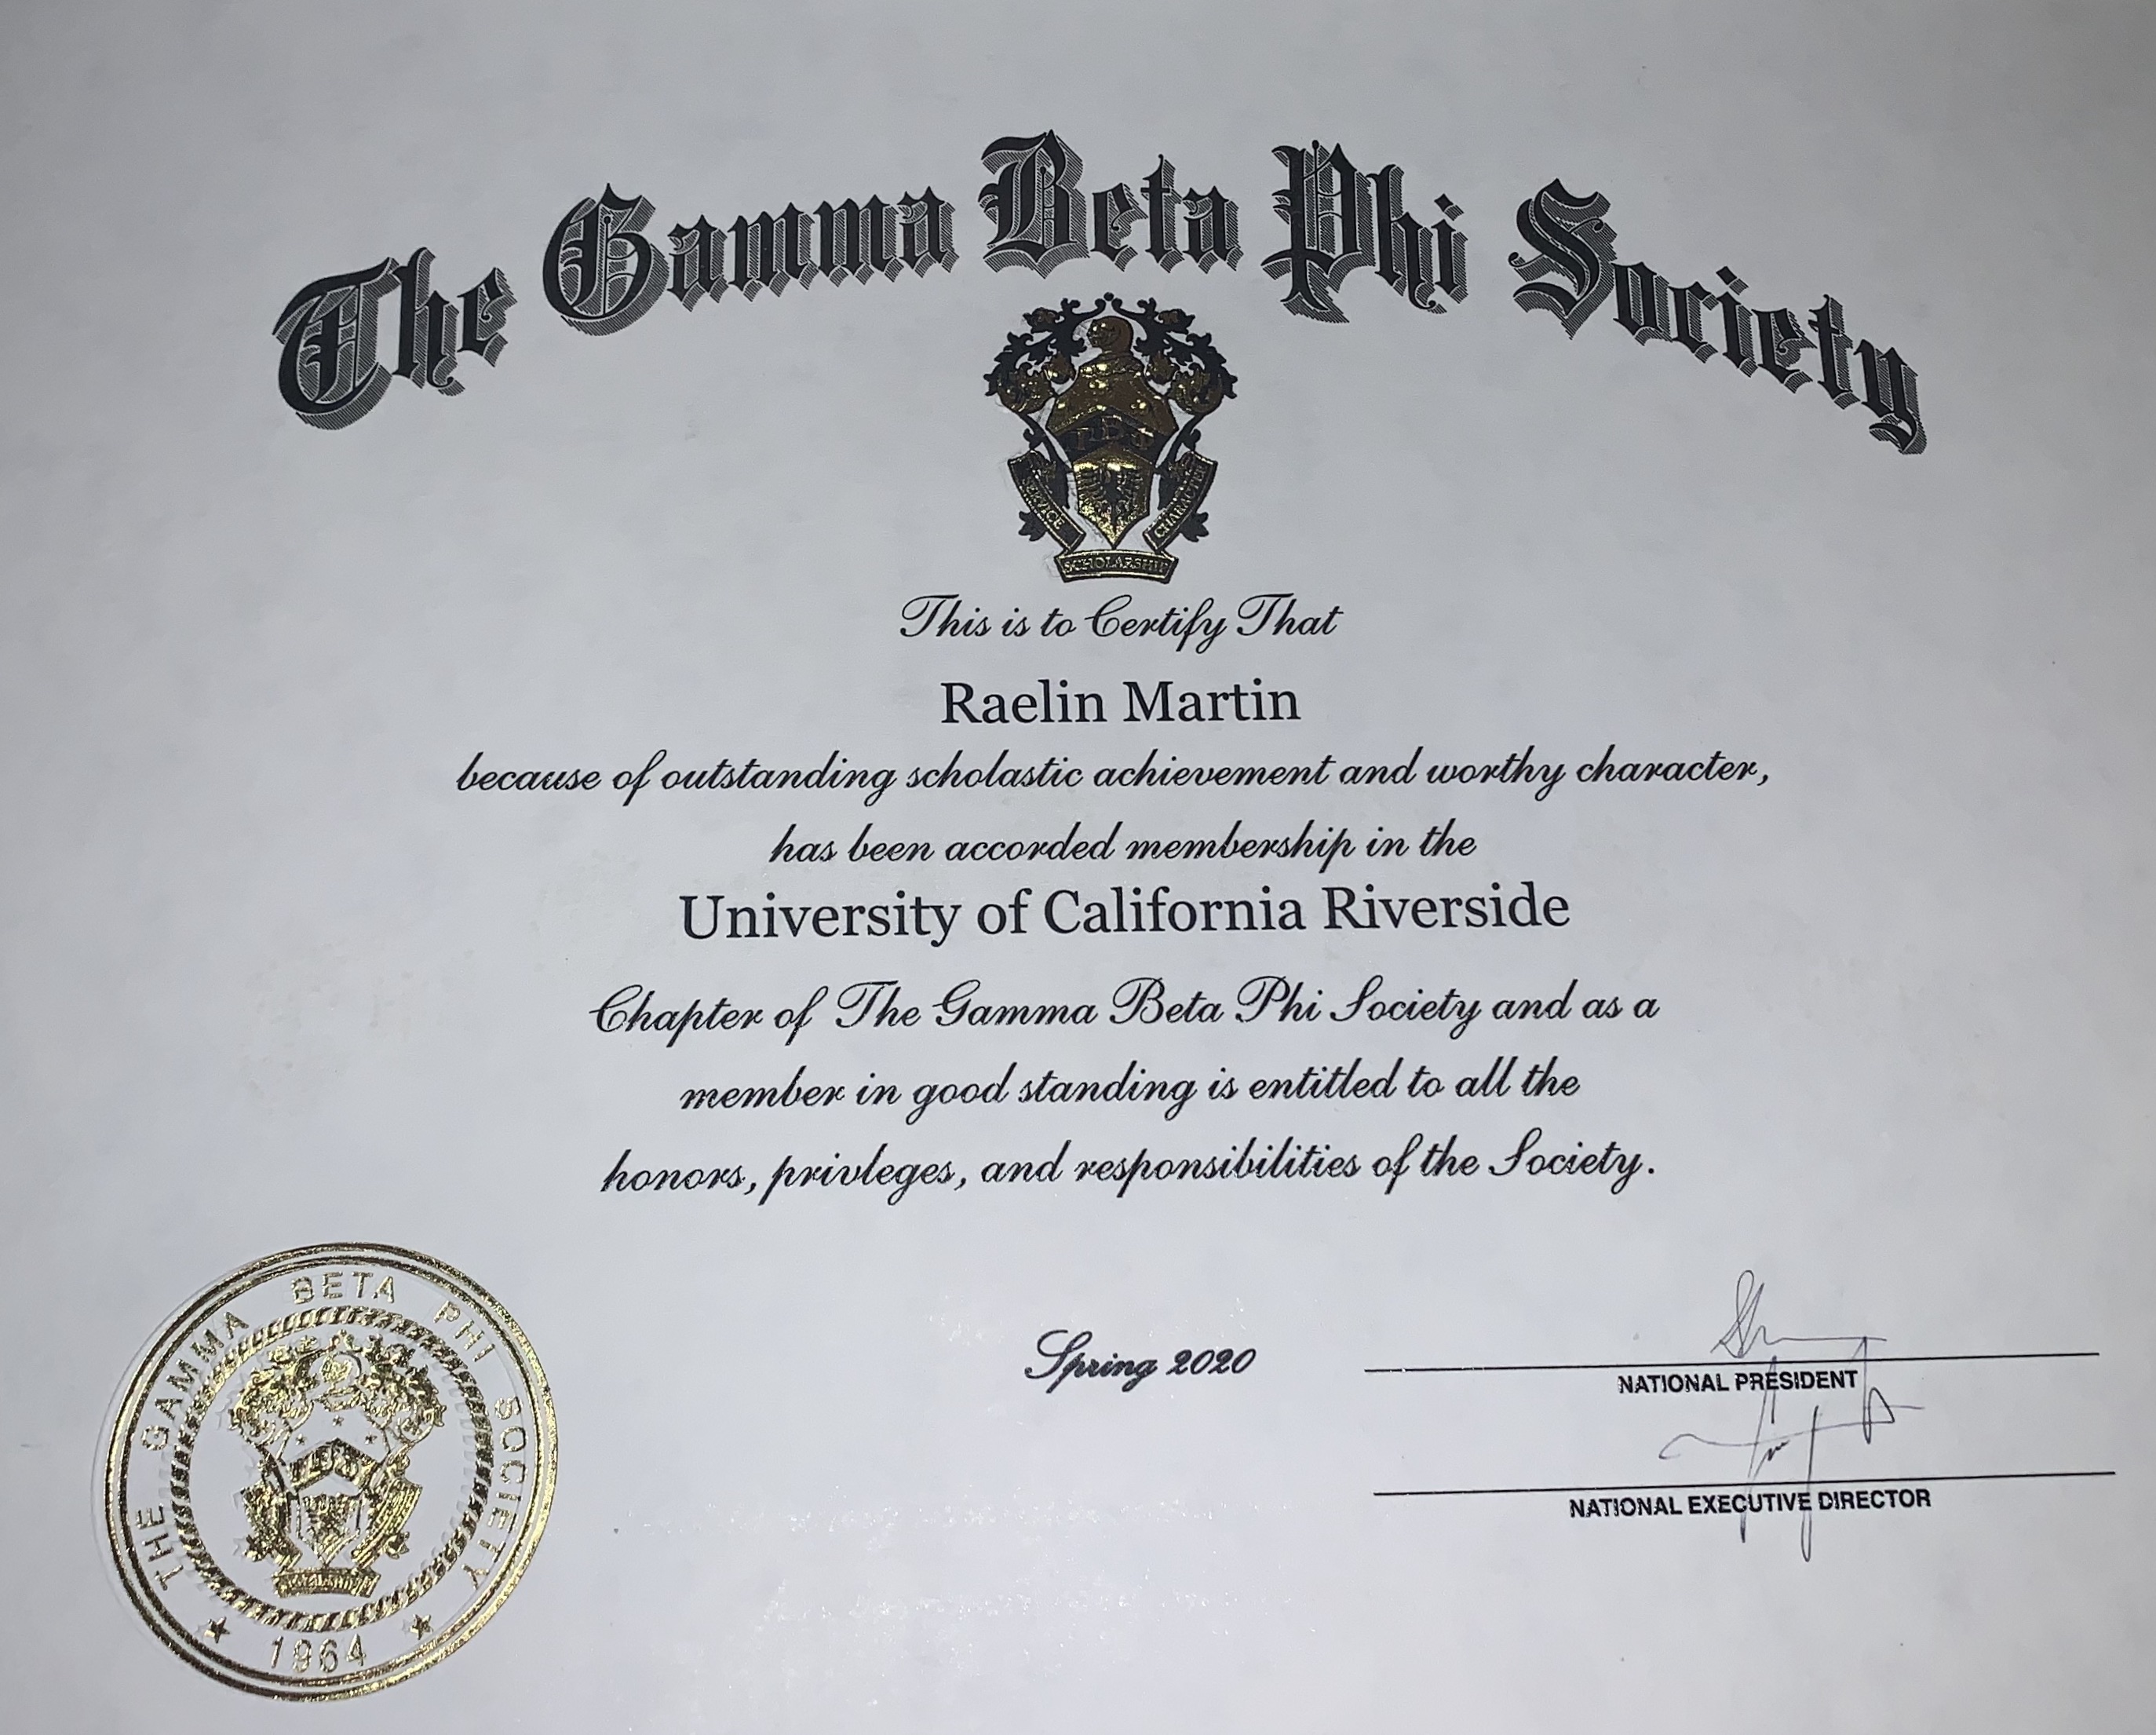 The Gamma Beta Phi Society
SERVICE
CHARACTER
SCHOLARSHIP
This is to Certify That
Raelin Martin
because of outstanding scholastic achievement and worthy character,
has been accorded membership in the
University of California Riverside
Chapter of The Gamma Beta Phi Society and as a
member in good standing is entitled to all the
honors, privleges, and responsibilities of the Society.
THE GAMMA BETA PHI SOCIETY
1964
Spring 2020
NATIONAL PRESIDENT
NATIONAL EXECUTIVE DIRECTOR